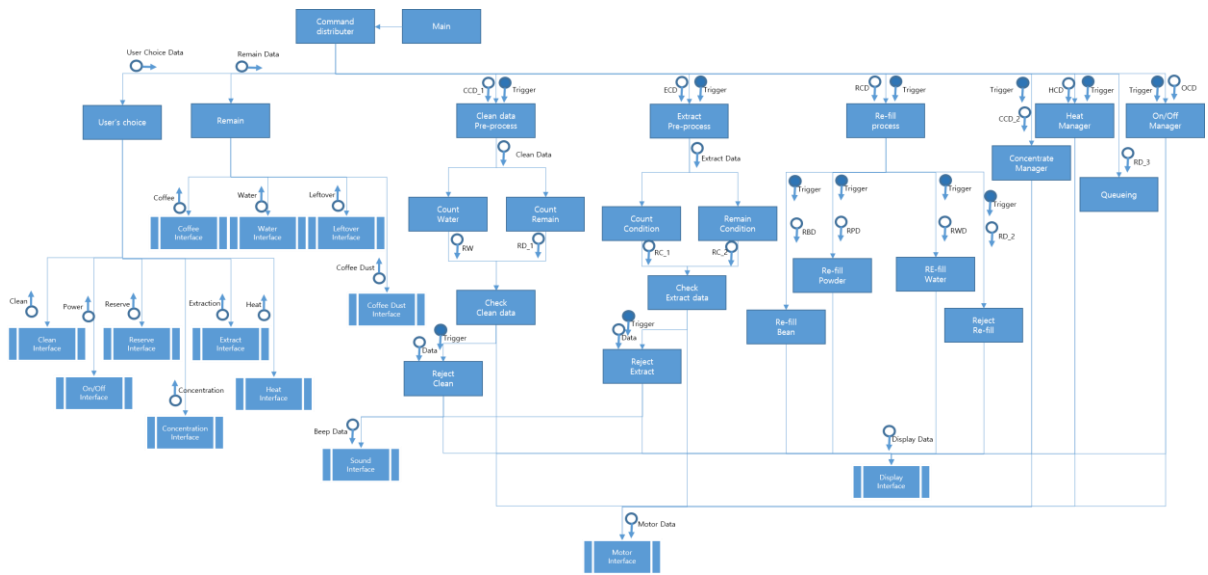 Command
distributer
Main
User Choice Data
Remain Data
CCD_1
Trigger
ECD
Trigger
RCD
Trigger
Trigger
CCD_2
HCD
Trigger
Trigger
OCD
User's choice
Remain
Clean data
Pre-process
Extract
Pre-process
Re-fill
process
Heat
Manager
On/Off
Manager
Clean Data
Extract Data
Concentrate
Manager
RD_3
Queueing
Coffee
Water
Leftover
Coffee
Interface
Water
Interface
Leftover
Interface
Count
Water
Count
Remain
Count
Condition
Remain
Condition
Trigger
Trigger
Trigger
Trigger
RBD
RPD
RWD
RD_2
RW
RD_1
RC_1
RC_2
Coffee Dust
Coffee Dust
Interface
Check
Clean data
Check
Extract data
Re-fill
Powder
RE-fill
Water
Re-fill
Bean
Reject
Re-fill
Clean
Power
Reserve
Extraction
Heat
Clean
Interface
Reserve
Interface
Extract
Interface
On/Off
Interface
Heat
Interface
Concentration
Concentration
Interface
Data
Trigger
Reject
Clean
Data
Trigger
Reject
Extract
Beep Data
Sound
Interface
Display Data
Display
Interface
Motor Data
Motor
Interface